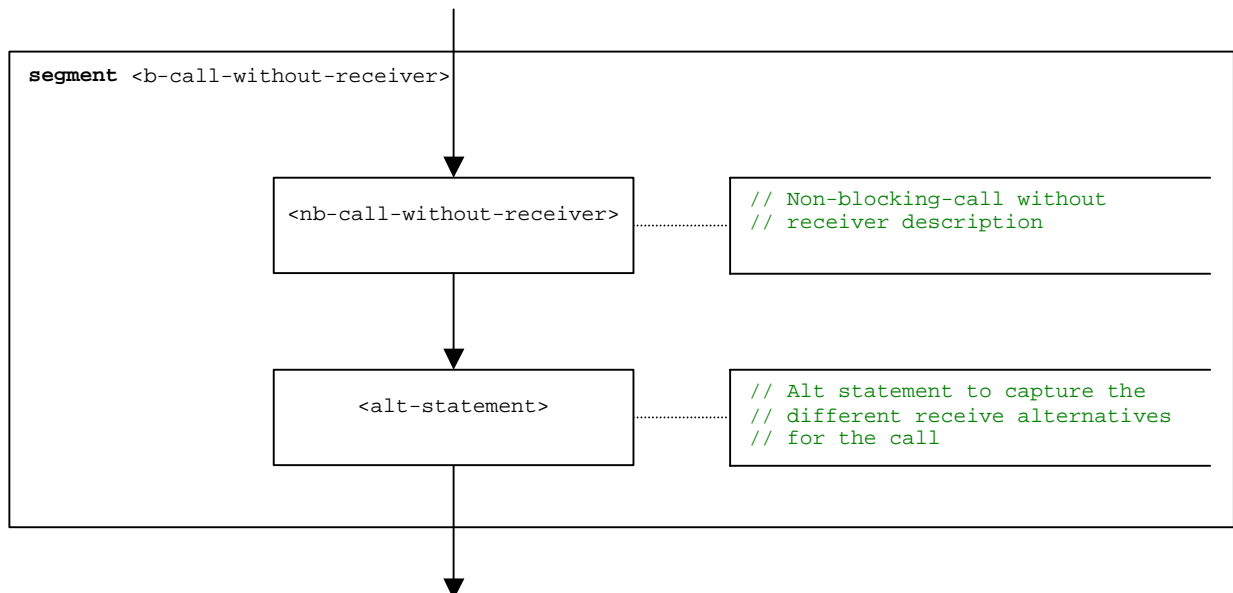 segment <b-call-without-receiver>
<nb-call-without-receiver>
// Non-blocking-call without
// receiver description
<alt-statement>
// Alt statement to capture the
// different receive alternatives
// for the call